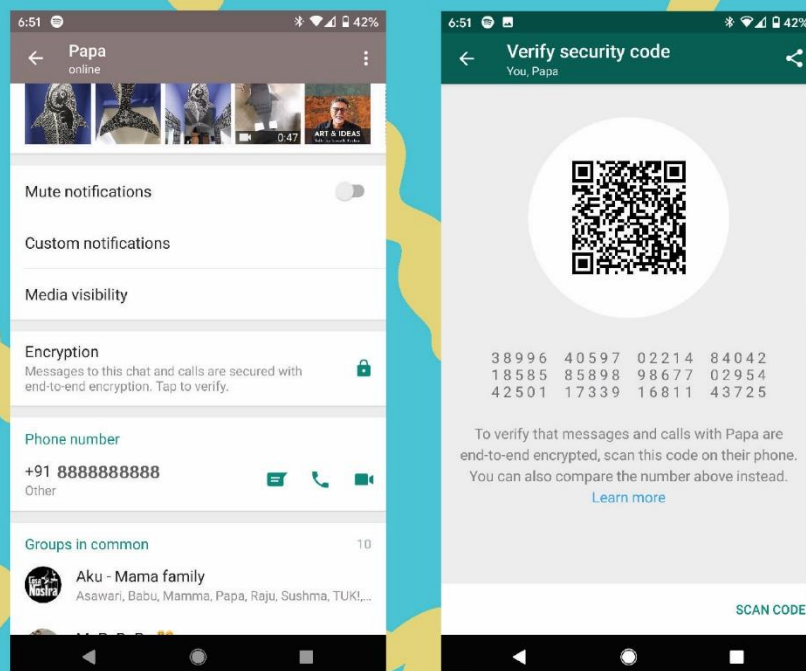 6:51
42%
Papa
online
0:47
ART & IDEAS
Mute notifications
Custom notifications
Media visibility
Encryption
Messages to this chat and calls are secured with
end-to-end encryption. Tap to verify.
Phone number
+91 8888888888
Other
Groups in common 10
Casa
Nostra
Aku - Mama family
Asawari, Babu, Mamma, Papa, Raju, Sushma, TUK!,...
6:51
42%
Verify security code
You, Papa
38996 40597 02214 84042
18585 85898 98677 02954
42501 17339 16811 43725
To verify that messages and calls with Papa are
end-to-end encrypted, scan this code on their phone.
You can also compare the number above instead.
Learn more
SCAN CODE